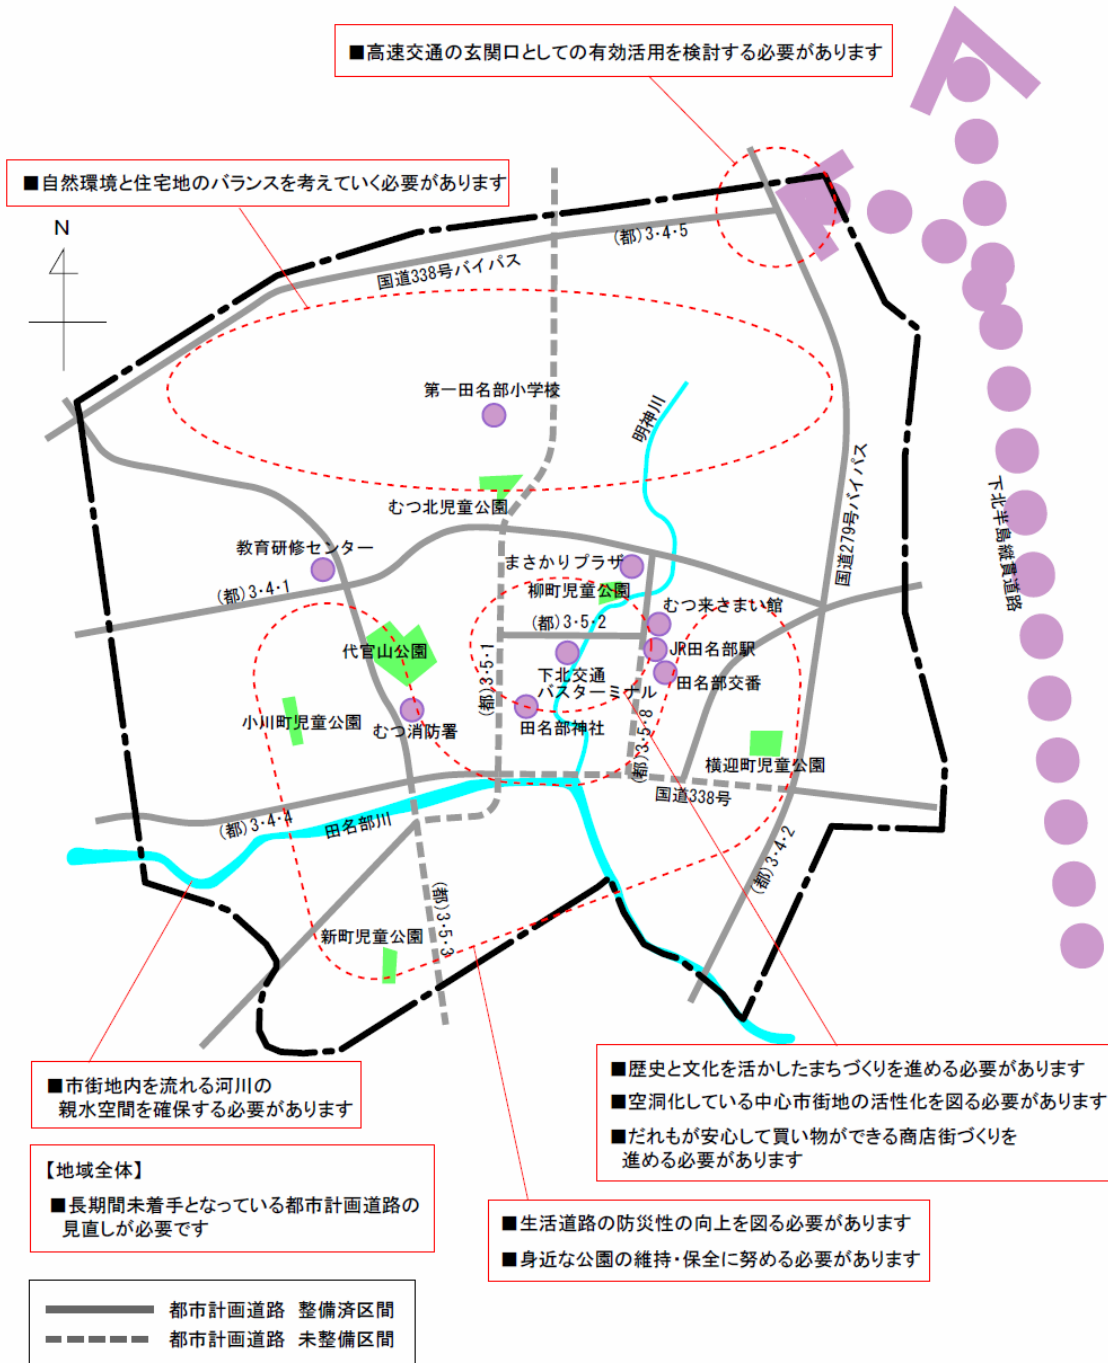 ■高速交通の玄関口としての有効活用を検討する必要があります
■自然環境と住宅地のバランスを考えていく必要があります
N
(都)3・4・5
国道338号バイパス
第一田名部小学校
明神川
むつ北児童公園
国道279号バイパス
下北半島縦貫道路
教育研修センター
まさかりプラザ
柳町児童公園
(都)3・4・1
むつ来さまい館
(都)3・5・2
代官山公園
(都)3・5・1
JR田名部駅
下北交通
バスターミナル
田名部交番
小川町児童公園
むつ消防署
田名部神社
(都)3・5・8
横迎町児童公園
国道338号
(都)3・4・4
田名部川
(都)3・4・2
(都)3・5・3
新町児童公園
■市街地内を流れる河川の
親水空間を確保する必要があります
■歴史と文化を活かしたまちづくりを進める必要があります
■空洞化している中心市街地の活性化を図る必要があります
■だれもが安心して買い物ができる商店街づくりを
進める必要があります
【地域全体】
■長期間未着手となっている都市計画道路の
見直しが必要です
■生活道路の防災性の向上を図る必要があります
■身近な公園の維持・保全に努める必要があります
都市計画道路 整備済区間
都市計画道路 未整備区間